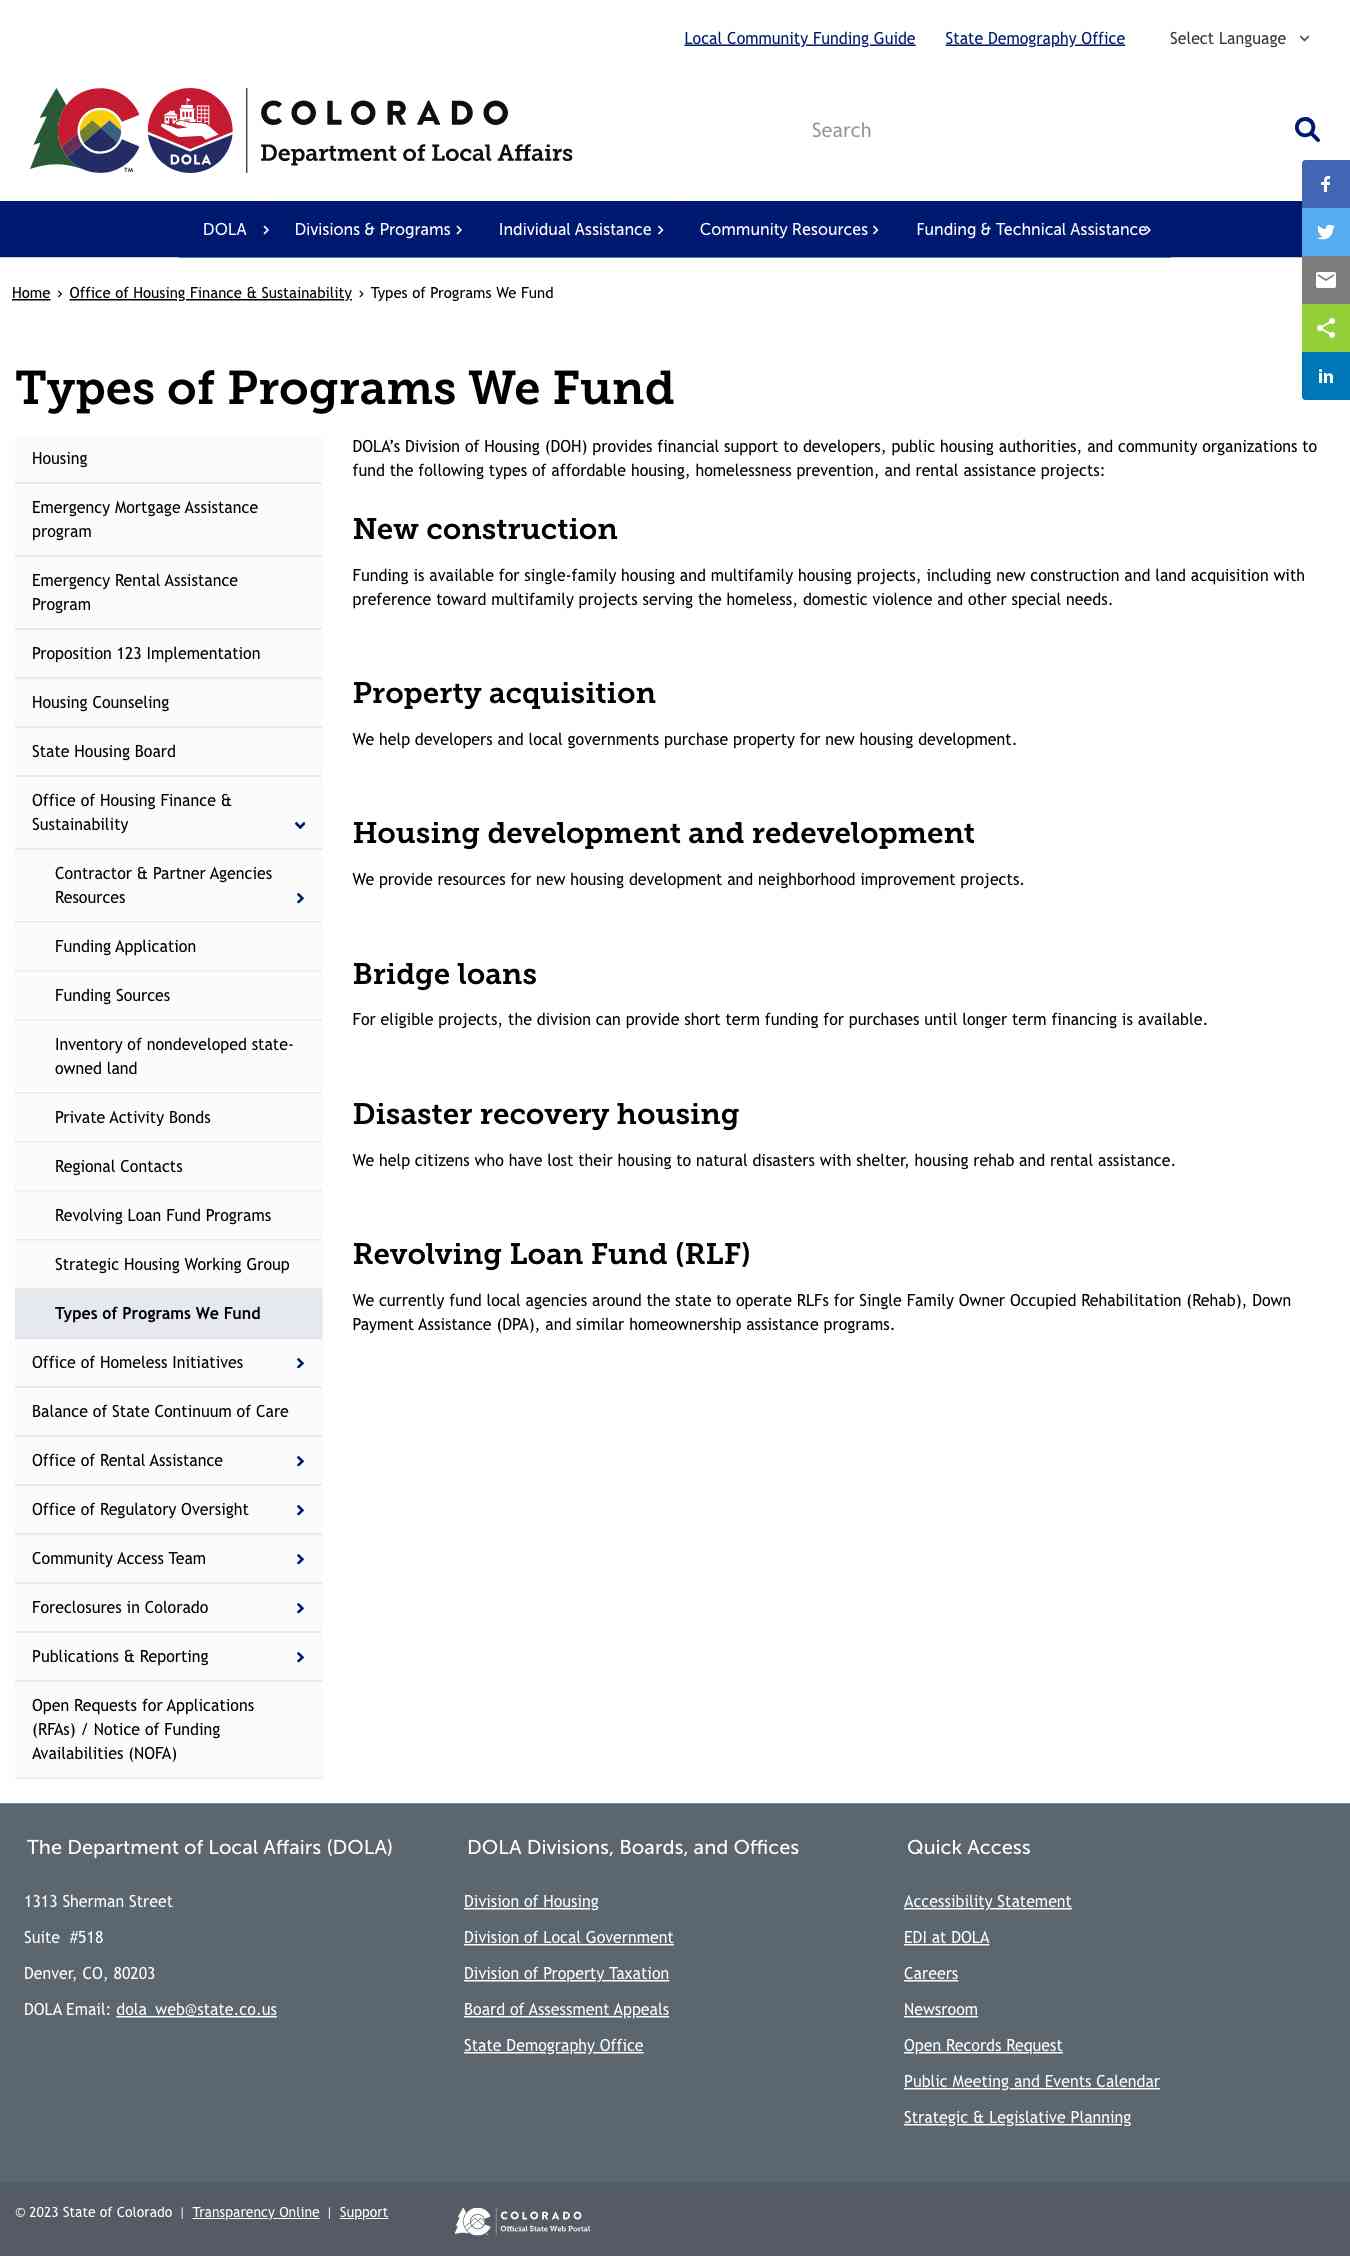 Local Community Funding Guide State Demography Office Select Language
COLORADO
Department of Local Affairs
DOLA
TM
Search
DOLA Divisions & Programs Individual Assistance Community Resources Funding & Technical Assistance
Home › Office of Housing Finance & Sustainability › Types of Programs We Fund
Types of Programs We Fund
Housing
Emergency Mortgage Assistance
program
Emergency Rental Assistance
Program
Proposition 123 Implementation
Housing Counseling
State Housing Board
Office of Housing Finance &
Sustainability
Contractor & Partner Agencies
Resources
Funding Application
Funding Sources
Inventory of nondeveloped state-
owned land
Private Activity Bonds
Regional Contacts
Revolving Loan Fund Programs
Strategic Housing Working Group
Types of Programs We Fund
Office of Homeless Initiatives
Balance of State Continuum of Care
Office of Rental Assistance
Office of Regulatory Oversight
Community Access Team
Foreclosures in Colorado
Publications & Reporting
Open Requests for Applications
(RFAs) / Notice of Funding
Availabilities (NOFA)
DOLA's Division of Housing (DOH) provides financial support to developers, public housing authorities, and community organizations to
fund the following types of affordable housing, homelessness prevention, and rental assistance projects:
New construction
Funding is available for single-family housing and multifamily housing projects, including new construction and land acquisition with
preference toward multifamily projects serving the homeless, domestic violence and other special needs.
Property acquisition
We help developers and local governments purchase property for new housing development.
Housing development and redevelopment
We provide resources for new housing development and neighborhood improvement projects.
Bridge loans
For eligible projects, the division can provide short term funding for purchases until longer term financing is available.
Disaster recovery housing
We help citizens who have lost their housing to natural disasters with shelter, housing rehab and rental assistance.
Revolving Loan Fund (RLF)
We currently fund local agencies around the state to operate RLFs for Single Family Owner Occupied Rehabilitation (Rehab), Down
Payment Assistance (DPA), and similar homeownership assistance programs.
The Department of Local Affairs (DOLA)
1313 Sherman Street
Suite #518
Denver, CO, 80203
DOLA Email: dola_web@state.co.us
DOLA Divisions, Boards, and Offices
Division of Housing
Division of Local Government
Division of Property Taxation
Board of Assessment Appeals
State Demography Office
Quick Access
Accessibility Statement
EDI at DOLA
Careers
Newsroom
Open Records Request
Public Meeting and Events Calendar
Strategic & Legislative Planning
© 2023 State of Colorado | Transparency Online | Support
COLORADO
Official State Web Portal